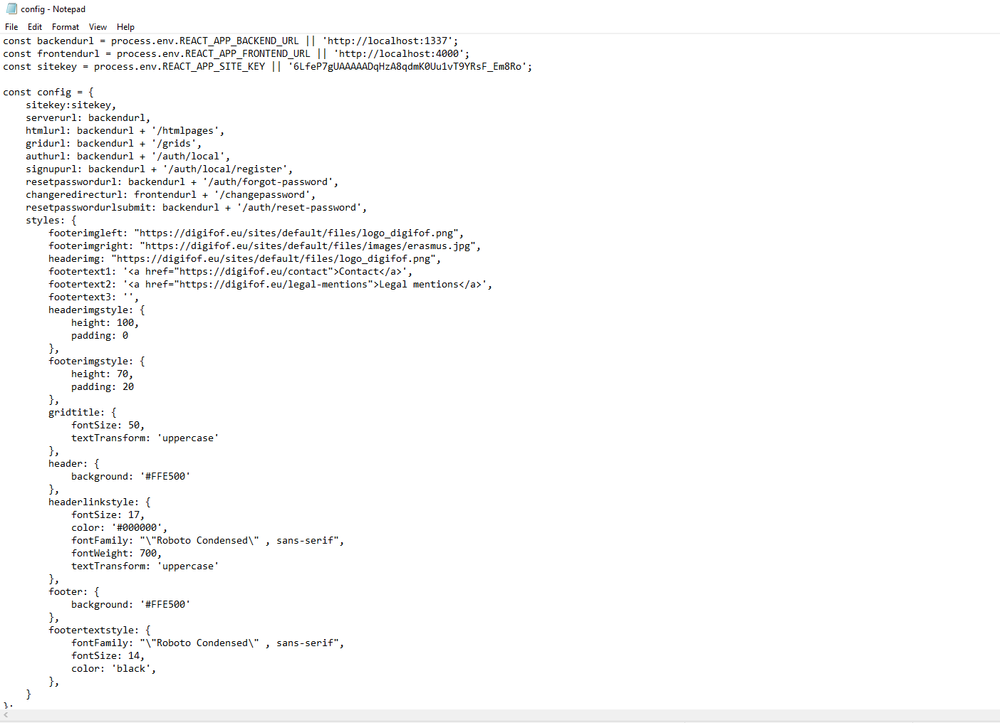 config - Notepad
File Edit Format View Help
const backendurl = process.env.REACT_APP_BACKEND_URL || 'http://localhost:1337';
const frontendurl = process.env.REACT_APP_FRONTEND_URL || 'http://localhost:4000';
const sitekey = process.env.REACT_APP_SITE_KEY || '6LfeP7gUAAAAADqHzA8qdmK0Uu1vT9YRsF_Em8Ro';

const config = {
    sitekey:sitekey,
    serverurl: backendurl,
    htmlurl: backendurl + '/htmlpages',
    gridurl: backendurl + '/grids',
    authurl: backendurl + '/auth/local',
    signupurl: backendurl + '/auth/local/register',
    resetpasswordurl: backendurl + '/auth/forgot-password',
    changeredirecturl: frontendurl + '/changepassword',
    resetpasswordurlsubmit: backendurl + '/auth/reset-password',
    styles: {
        footerimgleft: "https://digifof.eu/sites/default/files/logo_digifof.png",
        footerimgright: "https://digifof.eu/sites/default/files/images/erasmus.jpg",
        headerimg: "https://digifof.eu/sites/default/files/logo_digifof.png",
        footertext1: '<a href="https://digifof.eu/contact">Contact</a>',
        footertext2: '<a href="https://digifof.eu/legal-mentions">Legal mentions</a>',
        footertext3: '',
        headerimgstyle: {
            height: 100,
            padding: 0
        },
        footerimgstyle: {
            height: 70,
            padding: 20
        },
        gridtitle: {
            fontSize: 50,
            textTransform: 'uppercase'
        },
        header: {
            background: '#FFE500'
        },
        headerlinkstyle: {
            fontSize: 17,
            color: '#000000',
            fontFamily: "\"Roboto Condensed\" , sans-serif",
            fontWeight: 700,
            textTransform: 'uppercase'
        },
        footer: {
            background: '#FFE500'
        },
        footertextstyle: {
            fontFamily: "\"Roboto Condensed\" , sans-serif",
            fontSize: 14,
            color: 'black',
        },
    }
};